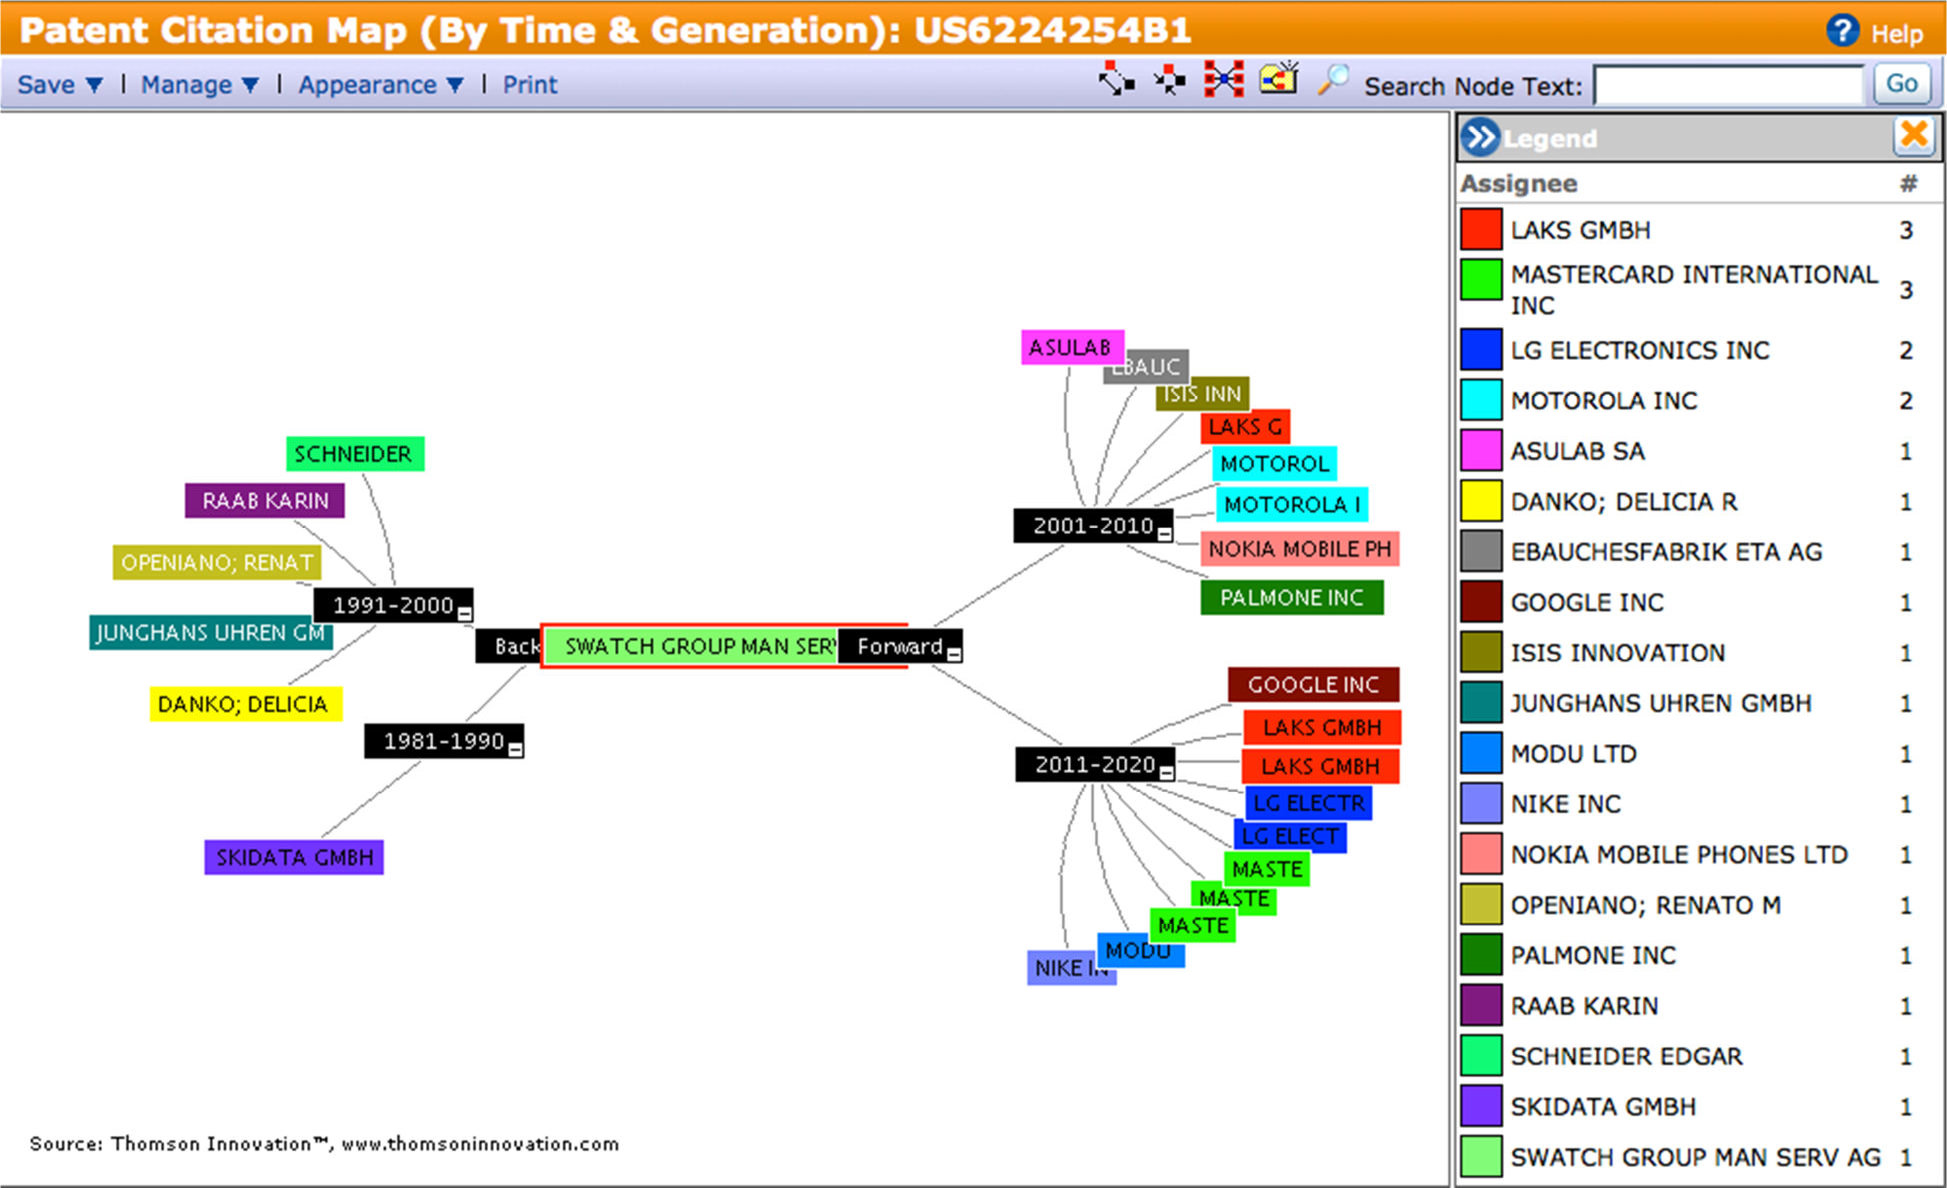 Patent Citation Map (By Time & Generation): US6224254B1
? Help
Save ▼ | Manage ▼ | Appearance ▼ | Print
Search Node Text:
Go
ASULAB
EBAUC
ISIS INN
LAKS G
MOTOROL
MOTOROLA I
NOKIA MOBILE PH
PALMONE INC
2001-2010
SCHNEIDER
RAAB KARIN
OPENIANO; RENAT
JUNGHANS UHREN GM
DANKO; DELICIA
1991-2000
Back
SWATCH GROUP MAN SER
Forward
1981-1990
SKIDATA GMBH
GOOGLE INC
LAKS GMBH
LAKS GMBH
LG ELECTR
LG ELECT
MASTE
MASTE
MASTE
MODU
NIKE IN
2011-2020
Source: Thomson Innovation™, www.thomsoninnovation.com
Legend
Assignee #
LAKS GMBH 3
MASTERCARD INTERNATIONAL
INC 3
LG ELECTRONICS INC 2
MOTOROLA INC 2
ASULAB SA 1
DANKO; DELICIA R 1
EBAUCHESFABRIK ETA AG 1
GOOGLE INC 1
ISIS INNOVATION 1
JUNGHANS UHREN GMBH 1
MODU LTD 1
NIKE INC 1
NOKIA MOBILE PHONES LTD 1
OPENIANO; RENATO M 1
PALMONE INC 1
RAAB KARIN 1
SCHNEIDER EDGAR 1
SKIDATA GMBH 1
SWATCH GROUP MAN SERV AG 1